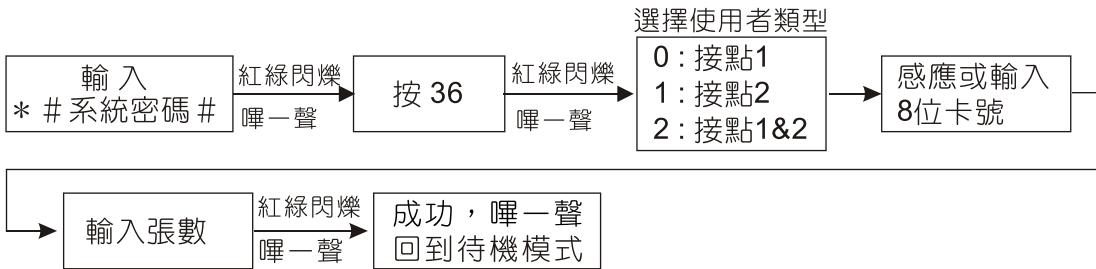 輸入
＊＃系統密碼＃
紅綠閃爍
嗶一聲
按 36
紅綠閃爍
嗶一聲
選擇使用者類型
0 : 接點1
1 : 接點2
2 : 接點1&2
感應或輸入
8位卡號
輸入張數
紅綠閃爍
嗶一聲
成功，嗶一聲
回到待機模式